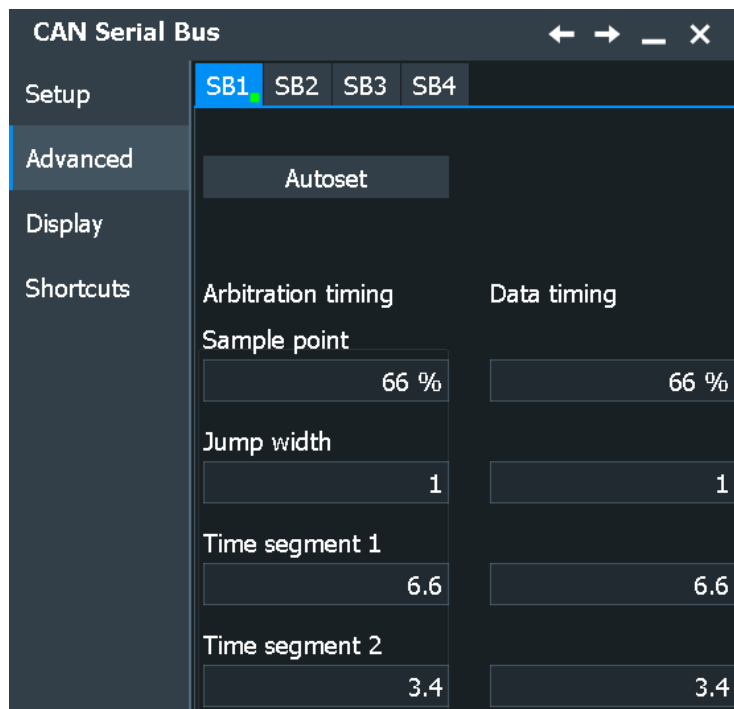 CAN Serial Bus
SB1 SB2 SB3 SB4
Setup
Advanced
Display
Shortcuts
Autoset
Arbitration timing Data timing
Sample point
66 % 66 %
Jump width
1 1
Time segment 1
6.6 6.6
Time segment 2
3.4 3.4